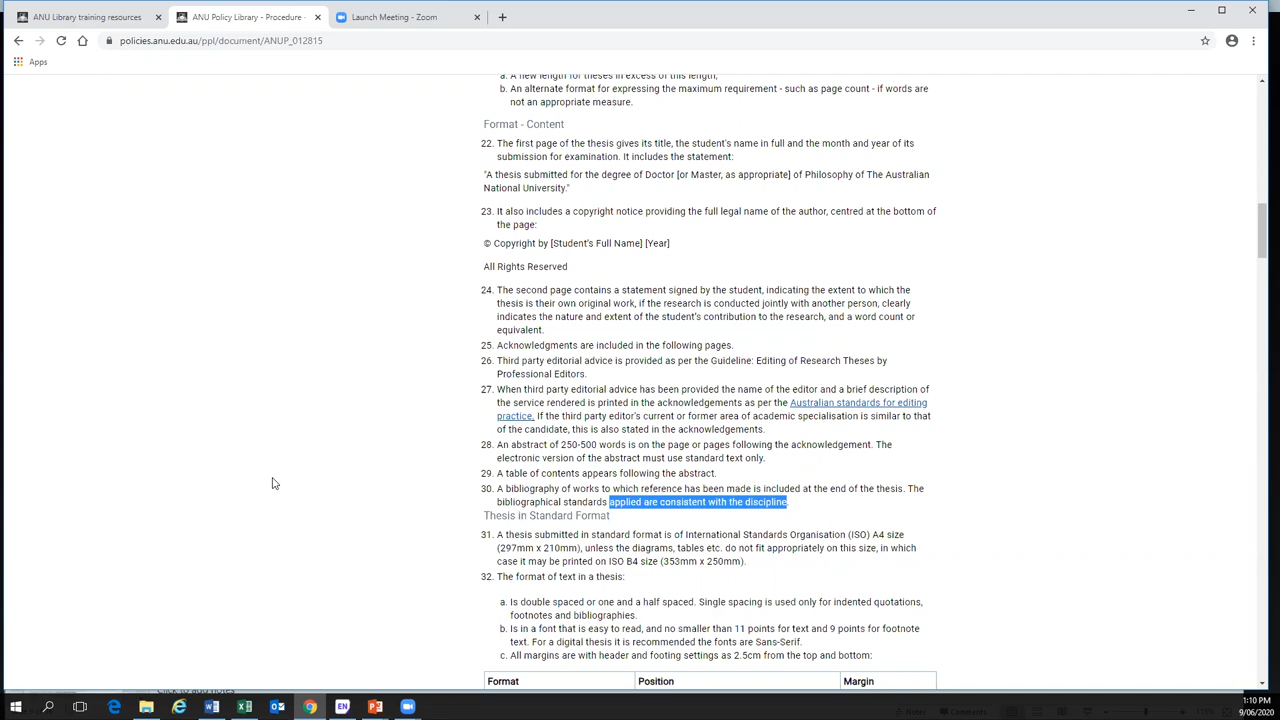 ANU Library training resources
ANU Policy Library - Procedure -
Launch Meeting - Zoom
policies.anu.edu.au/ppl/document/ANUP_012815
Apps
a. A new length for theses in excess of this length;
b. An alternate format for expressing the maximum requirement - such as page count - if words are
not an appropriate measure.
Format - Content
22. The first page of the thesis gives its title, the student's name in full and the month and year of its
submission for examination. It includes the statement:
"A thesis submitted for the degree of Doctor [or Master, as appropriate] of Philosophy of The Australian
National University."
23. It also includes a copyright notice providing the full legal name of the author, centred at the bottom of
the page:
© Copyright by [Student's Full Name] [Year]
All Rights Reserved
24. The second page contains a statement signed by the student, indicating the extent to which the
thesis is their own original work, if the research is conducted jointly with another person, clearly
indicates the nature and extent of the student's contribution to the research, and a word count or
equivalent.
25. Acknowledgments are included in the following pages.
26. Third party editorial advice is provided as per the Guideline: Editing of Research Theses by
Professional Editors.
27. When third party editorial advice has been provided the name of the editor and a brief description of
the service rendered is printed in the acknowledgements as per the Australian standards for editing
practice. If the third party editor's current or former area of academic specialisation is similar to that
of the candidate, this is also stated in the acknowledgements.
28. An abstract of 250-500 words is on the page or pages following the acknowledgement. The
electronic version of the abstract must use standard text only.
29. A table of contents appears following the abstract.
30. A bibliography of works to which reference has been made is included at the end of the thesis. The
bibliographical standards applied are consistent with the discipline.
Thesis in Standard Format
31. A thesis submitted in standard format is of International Standards Organisation (ISO) A4 size
(297mm x 210mm), unless the diagrams, tables etc. do not fit appropriately on this size, in which
case it may be printed on ISO B4 size (353mm x 250mm).
32. The format of text in a thesis:
a. Is double spaced or one and a half spaced. Single spacing is used only for indented quotations,
footnotes and bibliographies.
b. Is in a font that is easy to read, and no smaller than 11 points for text and 9 points for footnote
text. For a digital thesis it is recommended the fonts are Sans-Serif.
c. All margins are with header and footing settings as 2.5cm from the top and bottom:
Format Position Margin
Click to add notes
EN
Notes Comments
1:10 PM
9/06/2020